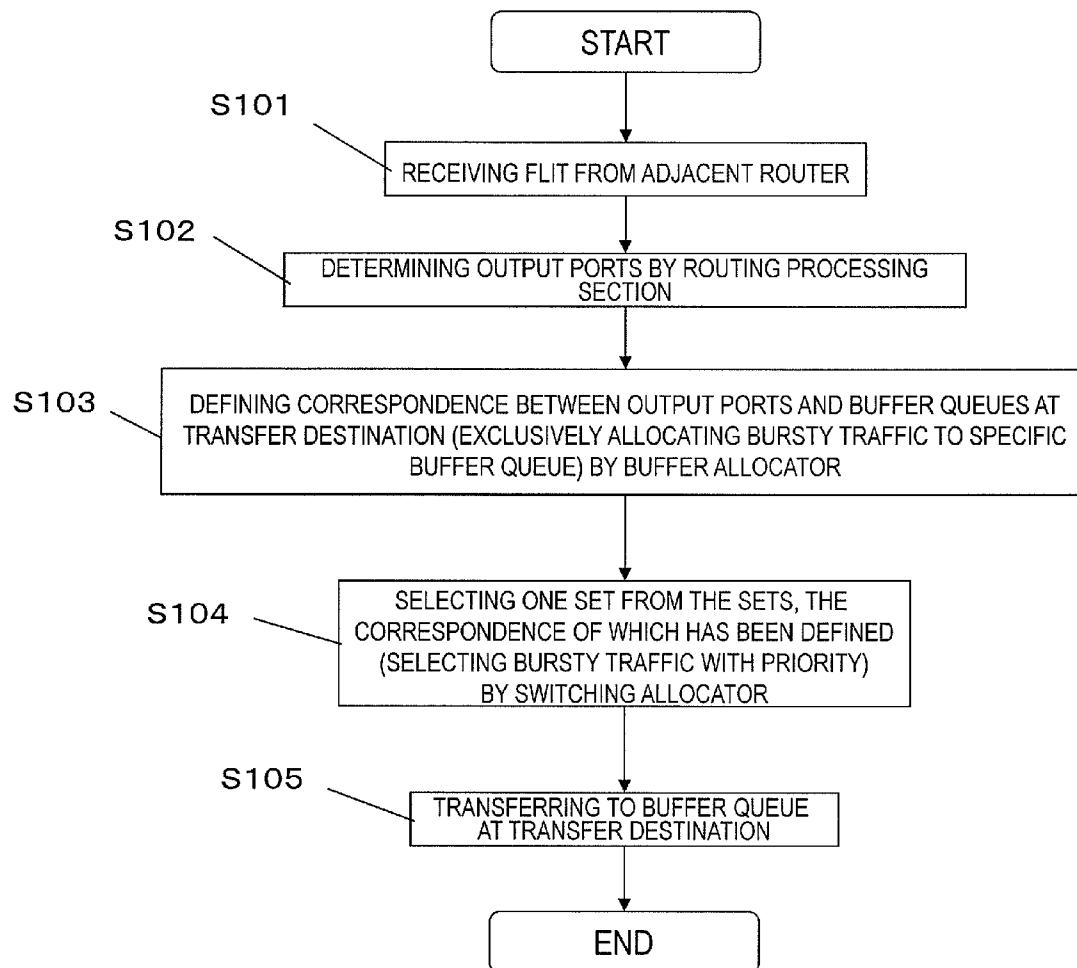 START
S101
RECEIVING FLIT FROM ADJACENT ROUTER
S102
DETERMINING OUTPUT PORTS BY ROUTING PROCESSING
SECTION
S103
DEFINING CORRESPONDENCE BETWEEN OUTPUT PORTS AND BUFFER QUEUES AT
TRANSFER DESTINATION (EXCLUSIVELY ALLOCATING BURSTY TRAFFIC TO SPECIFIC
BUFFER QUEUE) BY BUFFER ALLOCATOR
S104
SELECTING ONE SET FROM THE SETS, THE
CORRESPONDENCE OF WHICH HAS BEEN DEFINED
(SELECTING BURSTY TRAFFIC WITH PRIORITY)
BY SWITCHING ALLOCATOR
S105
TRANSFERRING TO BUFFER QUEUE
AT TRANSFER DESTINATION
END